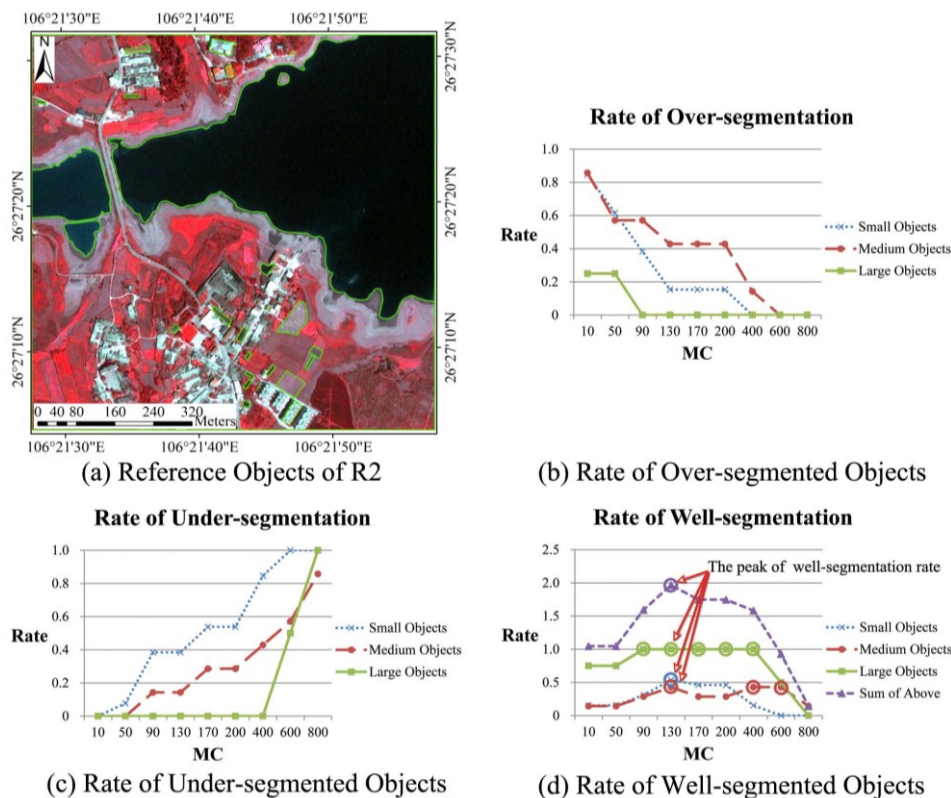 106°21'30"E 106°21'40"E 106°21'50"E
N
26°27'30"N
26°27'20"N
26°27'10"N
26°27'20"N
26°27'10"N
0 40 80 160 240 320
Meters
106°21'30"E 106°21'40"E 106°21'50"E
(a) Reference Objects of R2
Rate of Over-segmentation
1.0
0.8
0.6
0.4
0.2
0
Rate
Small Objects
Medium Objects
Large Objects
10 50 90 130 170 200 400 600 800
MC
(b) Rate of Over-segmented Objects
Rate of Under-segmentation
1.0
0.8
0.6
0.4
0.2
0
Rate
Small Objects
Medium Objects
Large Objects
10 50 90 130 170 200 400 600 800
MC
(c) Rate of Under-segmented Objects
Rate of Well-segmentation
2.5
2.0
1.5
1.0
0.5
0
Rate
The peak of well-segmentation rate
Small Objects
Medium Objects
Large Objects
Sum of Above
10 50 90 130 170 200 400 600 800
MC
(d) Rate of Well-segmented Objects